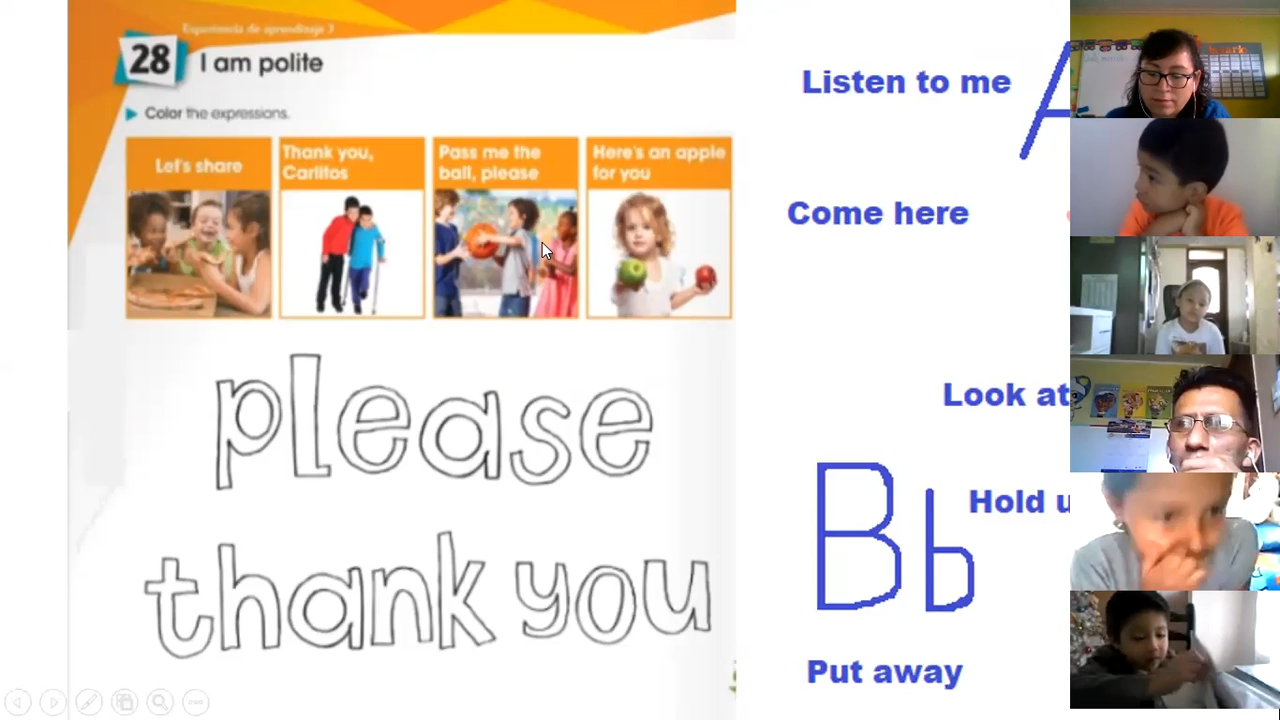 Experiencia de aprendizaje 3
28 I am polite
Color the expressions.
Let's share
Thank you,
Carlitos
Pass me the
ball, please
Here's an apple
for you
please
thank you
Listen to me
A
Come here
Look at
Bb
Hold u
Put away